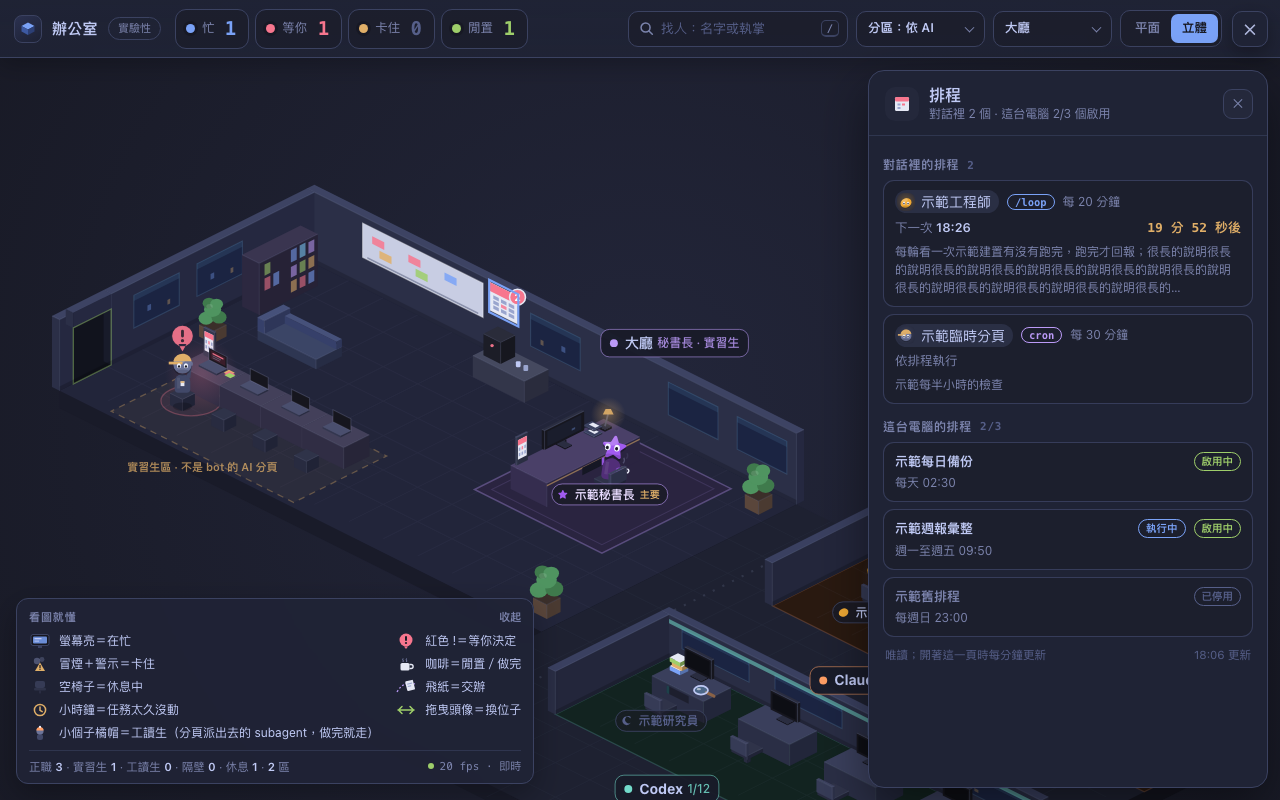 辦公室 實驗性 忙 1 等你 1 卡住 0 閒置 1 找人：名字或執掌 / 分區：依 AI 大廳 平面 立體
大廳 秘書長 · 實習生
實習生區 · 不是 bot 的 AI 分頁
示範秘書長 主要
示範研究員
示
Clau
Codex 1/12
看圖就懂 收起
螢幕亮＝在忙 紅色 !＝等你決定
冒煙＋警示＝卡住 咖啡＝閒置 / 做完
空椅子＝休息中 飛紙＝交辦
小時鐘＝任務太久沒動 拖曳頭像＝換位子
小個子橘帽＝工讀生（分頁派出去的 subagent，做完就走）
正職 3 · 實習生 1 · 工讀生 0 · 隔壁 0 · 休息 1 · 2 區 20 fps · 即時
排程
對話裡 2 個 · 這台電腦 2/3 個啟用
對話裡的排程 2
示範工程師 /loop 每 20 分鐘
下一次 18:26 19 分 52 秒後
每輪看一次示範建置有沒有跑完，跑完才回報；很長的說明很長
的說明很長的說明很長的說明很長的說明很長的說明很長的說明
很長的說明很長的說明很長的說明很長的說明很長的...
示範臨時分頁 cron 每 30 分鐘
依排程執行
示範每半小時的檢查
這台電腦的排程 2/3
示範每日備份 啟用中
每天 02:30
示範週報彙整 執行中 啟用中
週一至週五 09:50
示範舊排程 已停用
每週日 23:00
唯讀；開著這一頁時每分鐘更新 18:06 更新